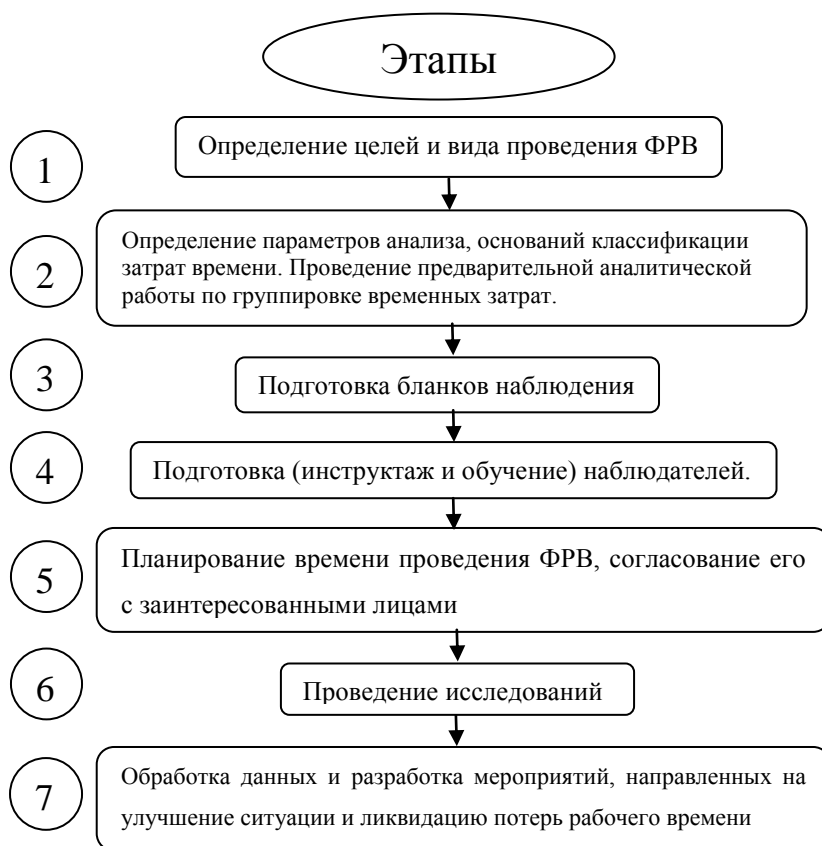 Этапы
1
Определение целей и вида проведения ФРВ
2
Определение параметров анализа, оснований классификации
затрат времени. Проведение предварительной аналитической
работы по группировке временных затрат.
3
Подготовка бланков наблюдения
4
Подготовка (инструктаж и обучение) наблюдателей.
5
Планирование времени проведения ФРВ, согласование его
с заинтересованными лицами
6
Проведение исследований
7
Обработка данных и разработка мероприятий, направленных на
улучшение ситуации и ликвидацию потерь рабочего времени